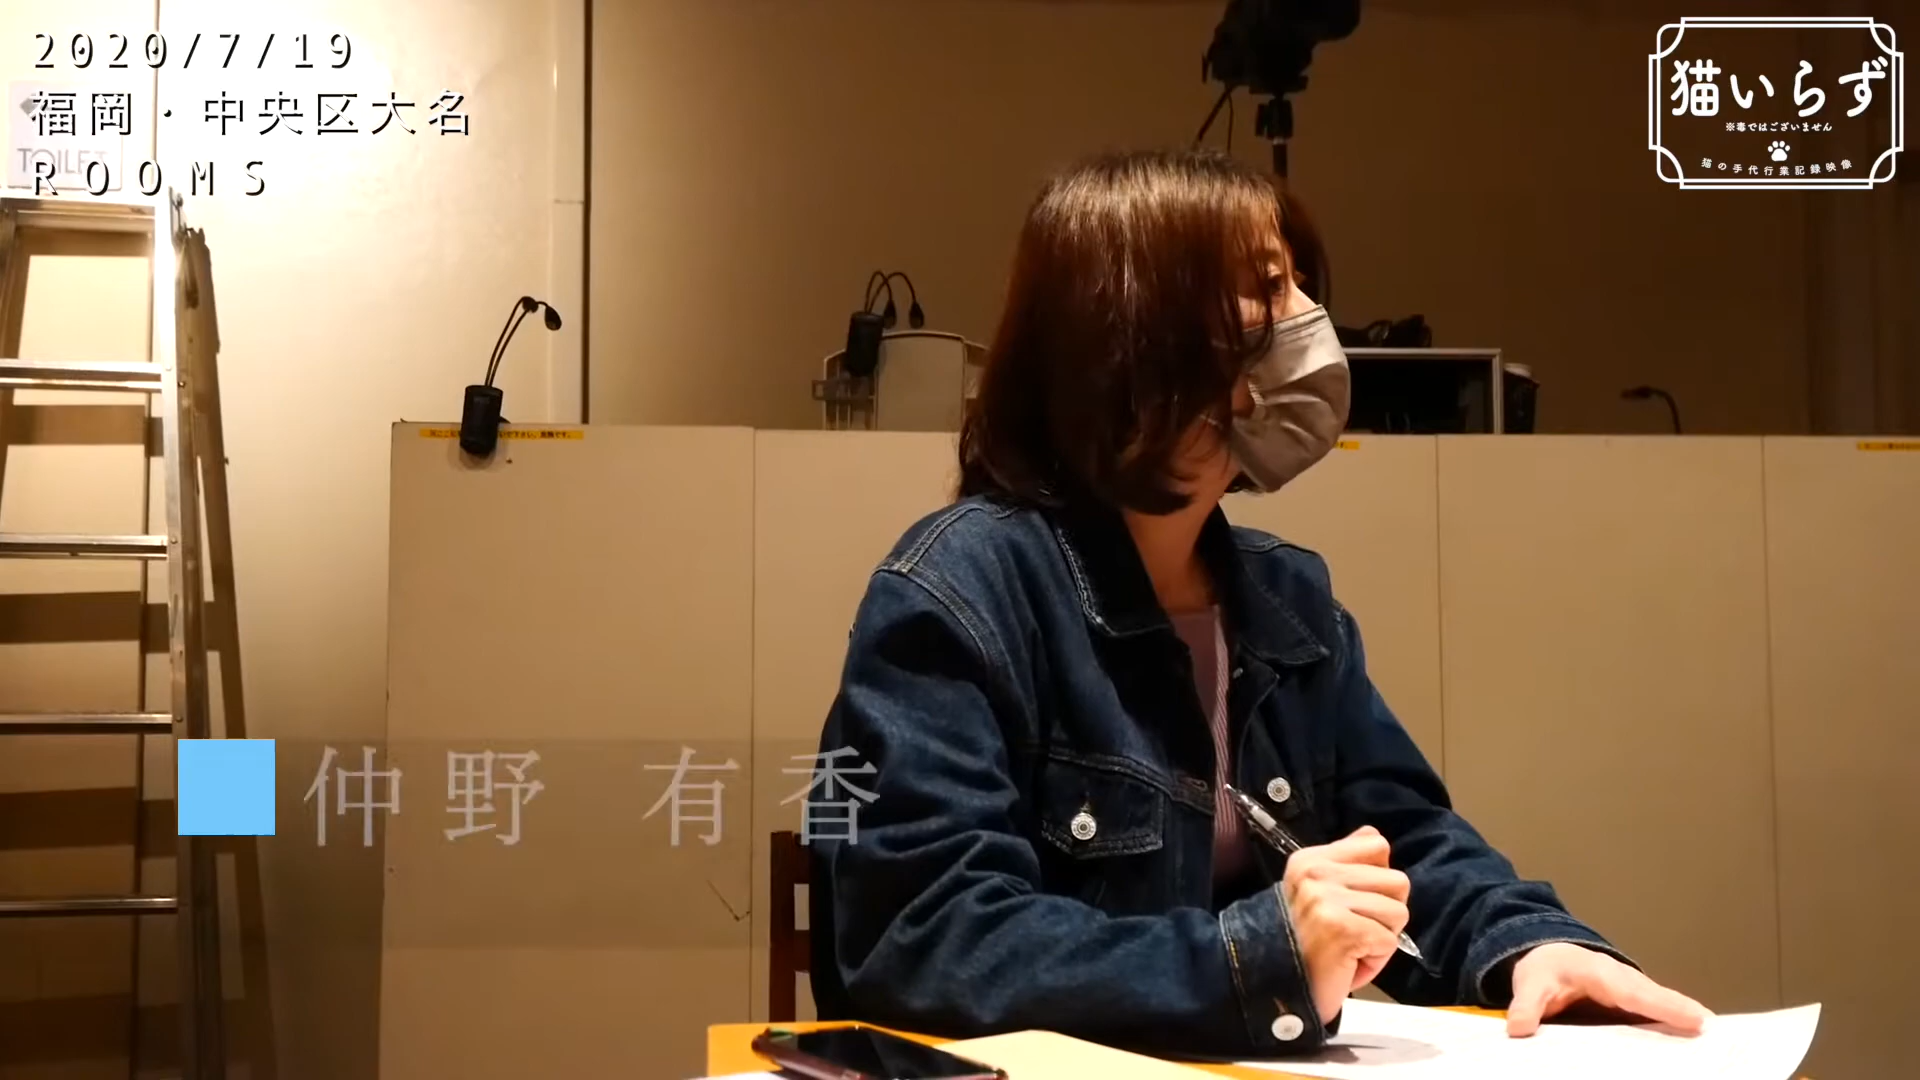 2020/7/19
福岡・中央区大名
ROOMS
TOILET
猫いらず
※毒ではございません
猫の手代行業記録映像
仲野 有香